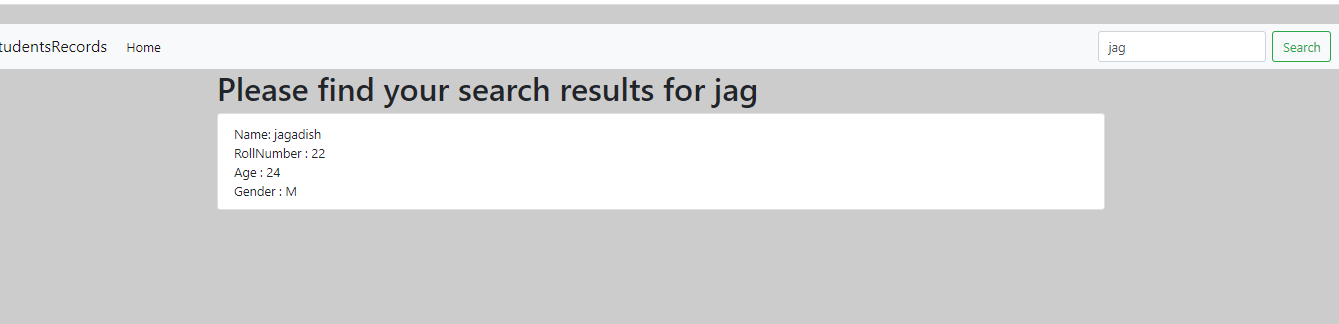 tudentsRecords Home jag Search
Please find your search results for jag
Name: jagadish
RollNumber : 22
Age : 24
Gender : M